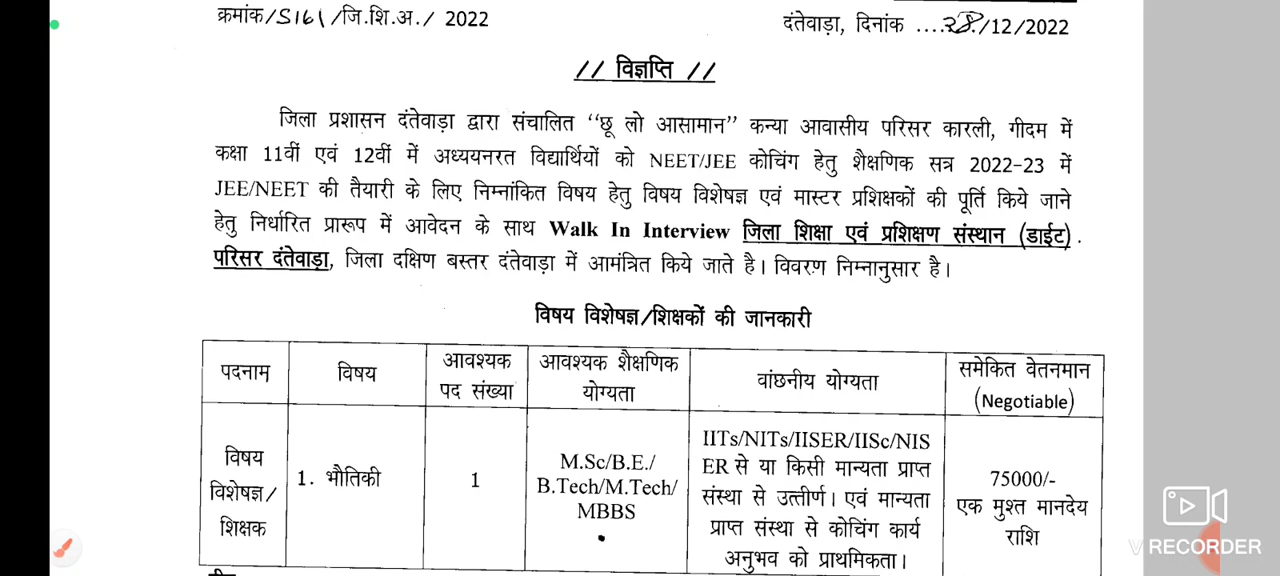 क्रमांक/5161/जि.शि.अ./ 2022
दंतेवाड़ा, दिनांक ....28./12/2022
// विज्ञप्ति //
जिला प्रशासन दंतेवाड़ा द्वारा संचालित "छू लो आसामान" कन्या आवासीय परिसर कारली, गीदम में
कक्षा 11वीं एवं 12वीं में अध्ययनरत विद्यार्थियों को NEET/JEE कोचिंग हेतु शैक्षणिक सत्र 2022-23 में
JEE/NEET की तैयारी के लिए निम्नांकित विषय हेतु विषय विशेषज्ञ एवं मास्टर प्रशिक्षकों की पूर्ति किये जाने
हेतु निर्धारित प्रारूप में आवेदन के साथ Walk In Interview जिला शिक्षा एवं प्रशिक्षण संस्थान (डाईट).
परिसर दंतेवाड़ा, जिला दक्षिण बस्तर दंतेवाड़ा में आमंत्रित किये जाते है। विवरण निम्नानुसार है।
विषय विशेषज्ञ/शिक्षकों की जानकारी
पदनाम्
विषय
आवश्यक
पद संख्या
आवश्यक शैक्षणिक
योग्यता
वांछनीय योग्यता
समेकित वेतनमान
(Negotiable)
विषय
विशेषज्ञ/
शिक्षक
1. भौतिकी
1
M.Sc/B.E./
B.Tech/M.Tech/
MBBS
IITs/NITs/IISER/IISc/NIS
ER से या किसी मान्यता प्राप्त
संस्था से उत्तीर्ण। एवं मान्यता
प्राप्त संस्था से कोचिंग कार्य
अनुभव को प्राथमिकता।
75000/-
एक मुश्त मानदेय
राशि
V RECORDER